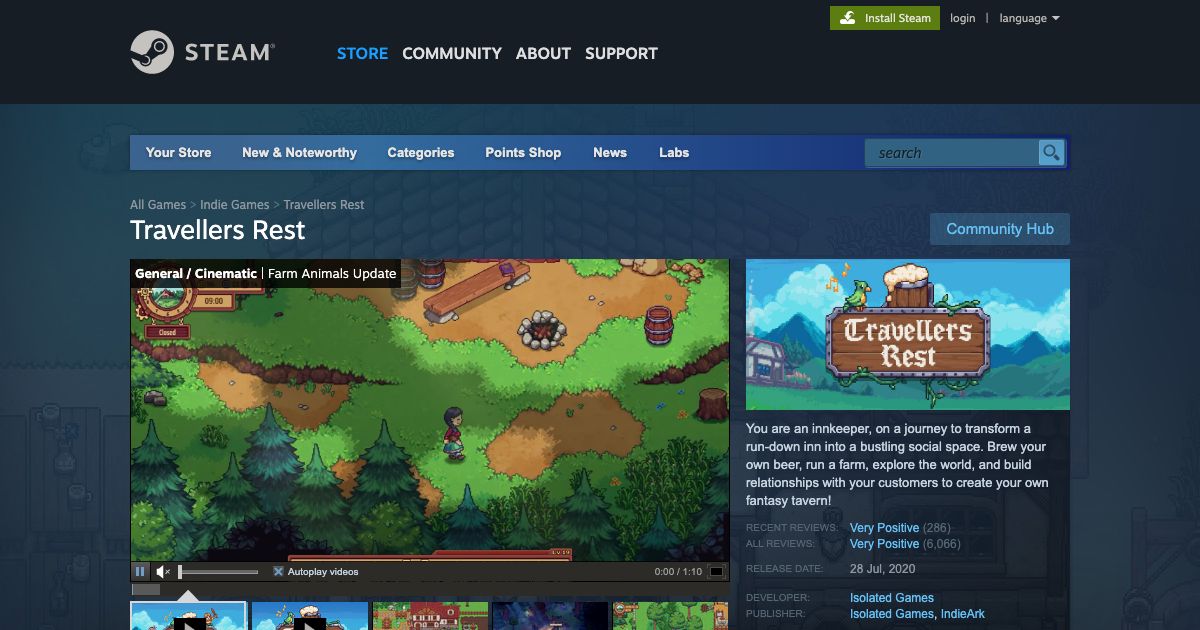 Install Steam login | language
STEAM®
STORE COMMUNITY ABOUT SUPPORT
Your Store New & Noteworthy Categories Points Shop News Labs search
All Games > Indie Games > Travellers Rest
Travellers Rest
Community Hub
General / Cinematic | Farm Animals Update
09:00
Closed
Lv 19
Autoplay videos 0:00 / 1:10
Travellers
Rest
You are an innkeeper, on a journey to transform a
run-down inn into a bustling social space. Brew your
own beer, run a farm, explore the world, and build
relationships with your customers to create your own
fantasy tavern!
RECENT REVIEWS: Very Positive (286)
ALL REVIEWS: Very Positive (6,066)
RELEASE DATE: 28 Jul, 2020
DEVELOPER: Isolated Games
PUBLISHER: Isolated Games, IndieArk